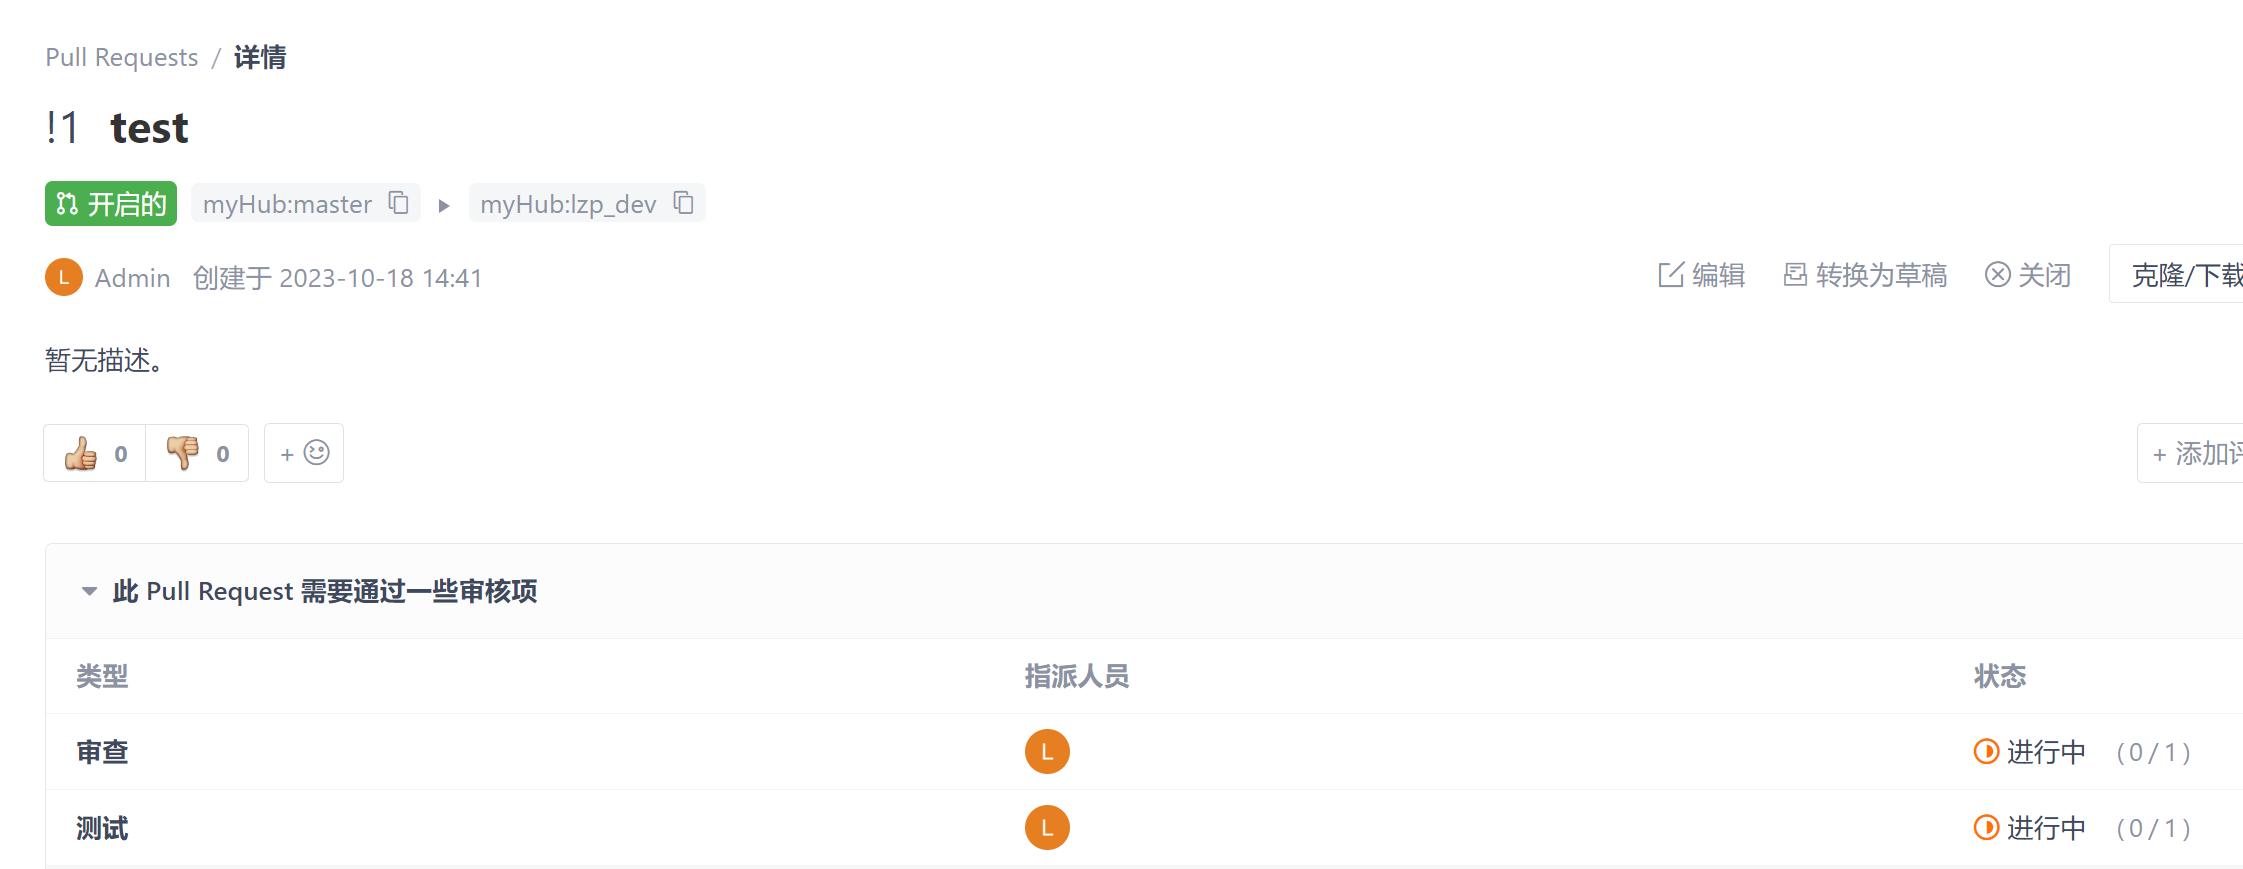 Pull Requests / 详情
!1 test
开启的 myHub:master ▸ myHub:lzp_dev
L Admin 创建于 2023-10-18 14:41 编辑 转换为草稿 关闭 克隆/下载
暂无描述。
0 0 + + 添加评
此 Pull Request 需要通过一些审核项
类型 指派人员 状态
审查 L 进行中 (0/1)
测试 L 进行中 (0/1)